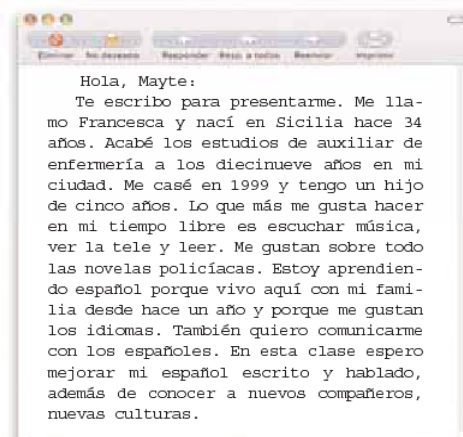 Eliminar No deseado Responder Resp. a todos Reenviar Imprimir
Hola, Mayte:
Te escribo para presentarme. Me lla-
mo Francesca y nací en Sicilia hace 34
años. Acabé los estudios de auxiliar de
enfermería a los diecinueve años en mi
ciudad. Me casé en 1999 y tengo un hijo
de cinco años. Lo que más me gusta hacer
en mi tiempo libre es escuchar música,
ver la tele y leer. Me gustan sobre todo
las novelas policíacas. Estoy aprendien-
do español porque vivo aquí con mi fami-
lia desde hace un año y porque me gustan
los idiomas. También quiero comunicarme
con los españoles. En esta clase espero
mejorar mi español escrito y hablado,
además de conocer a nuevos compañeros,
nuevas culturas.